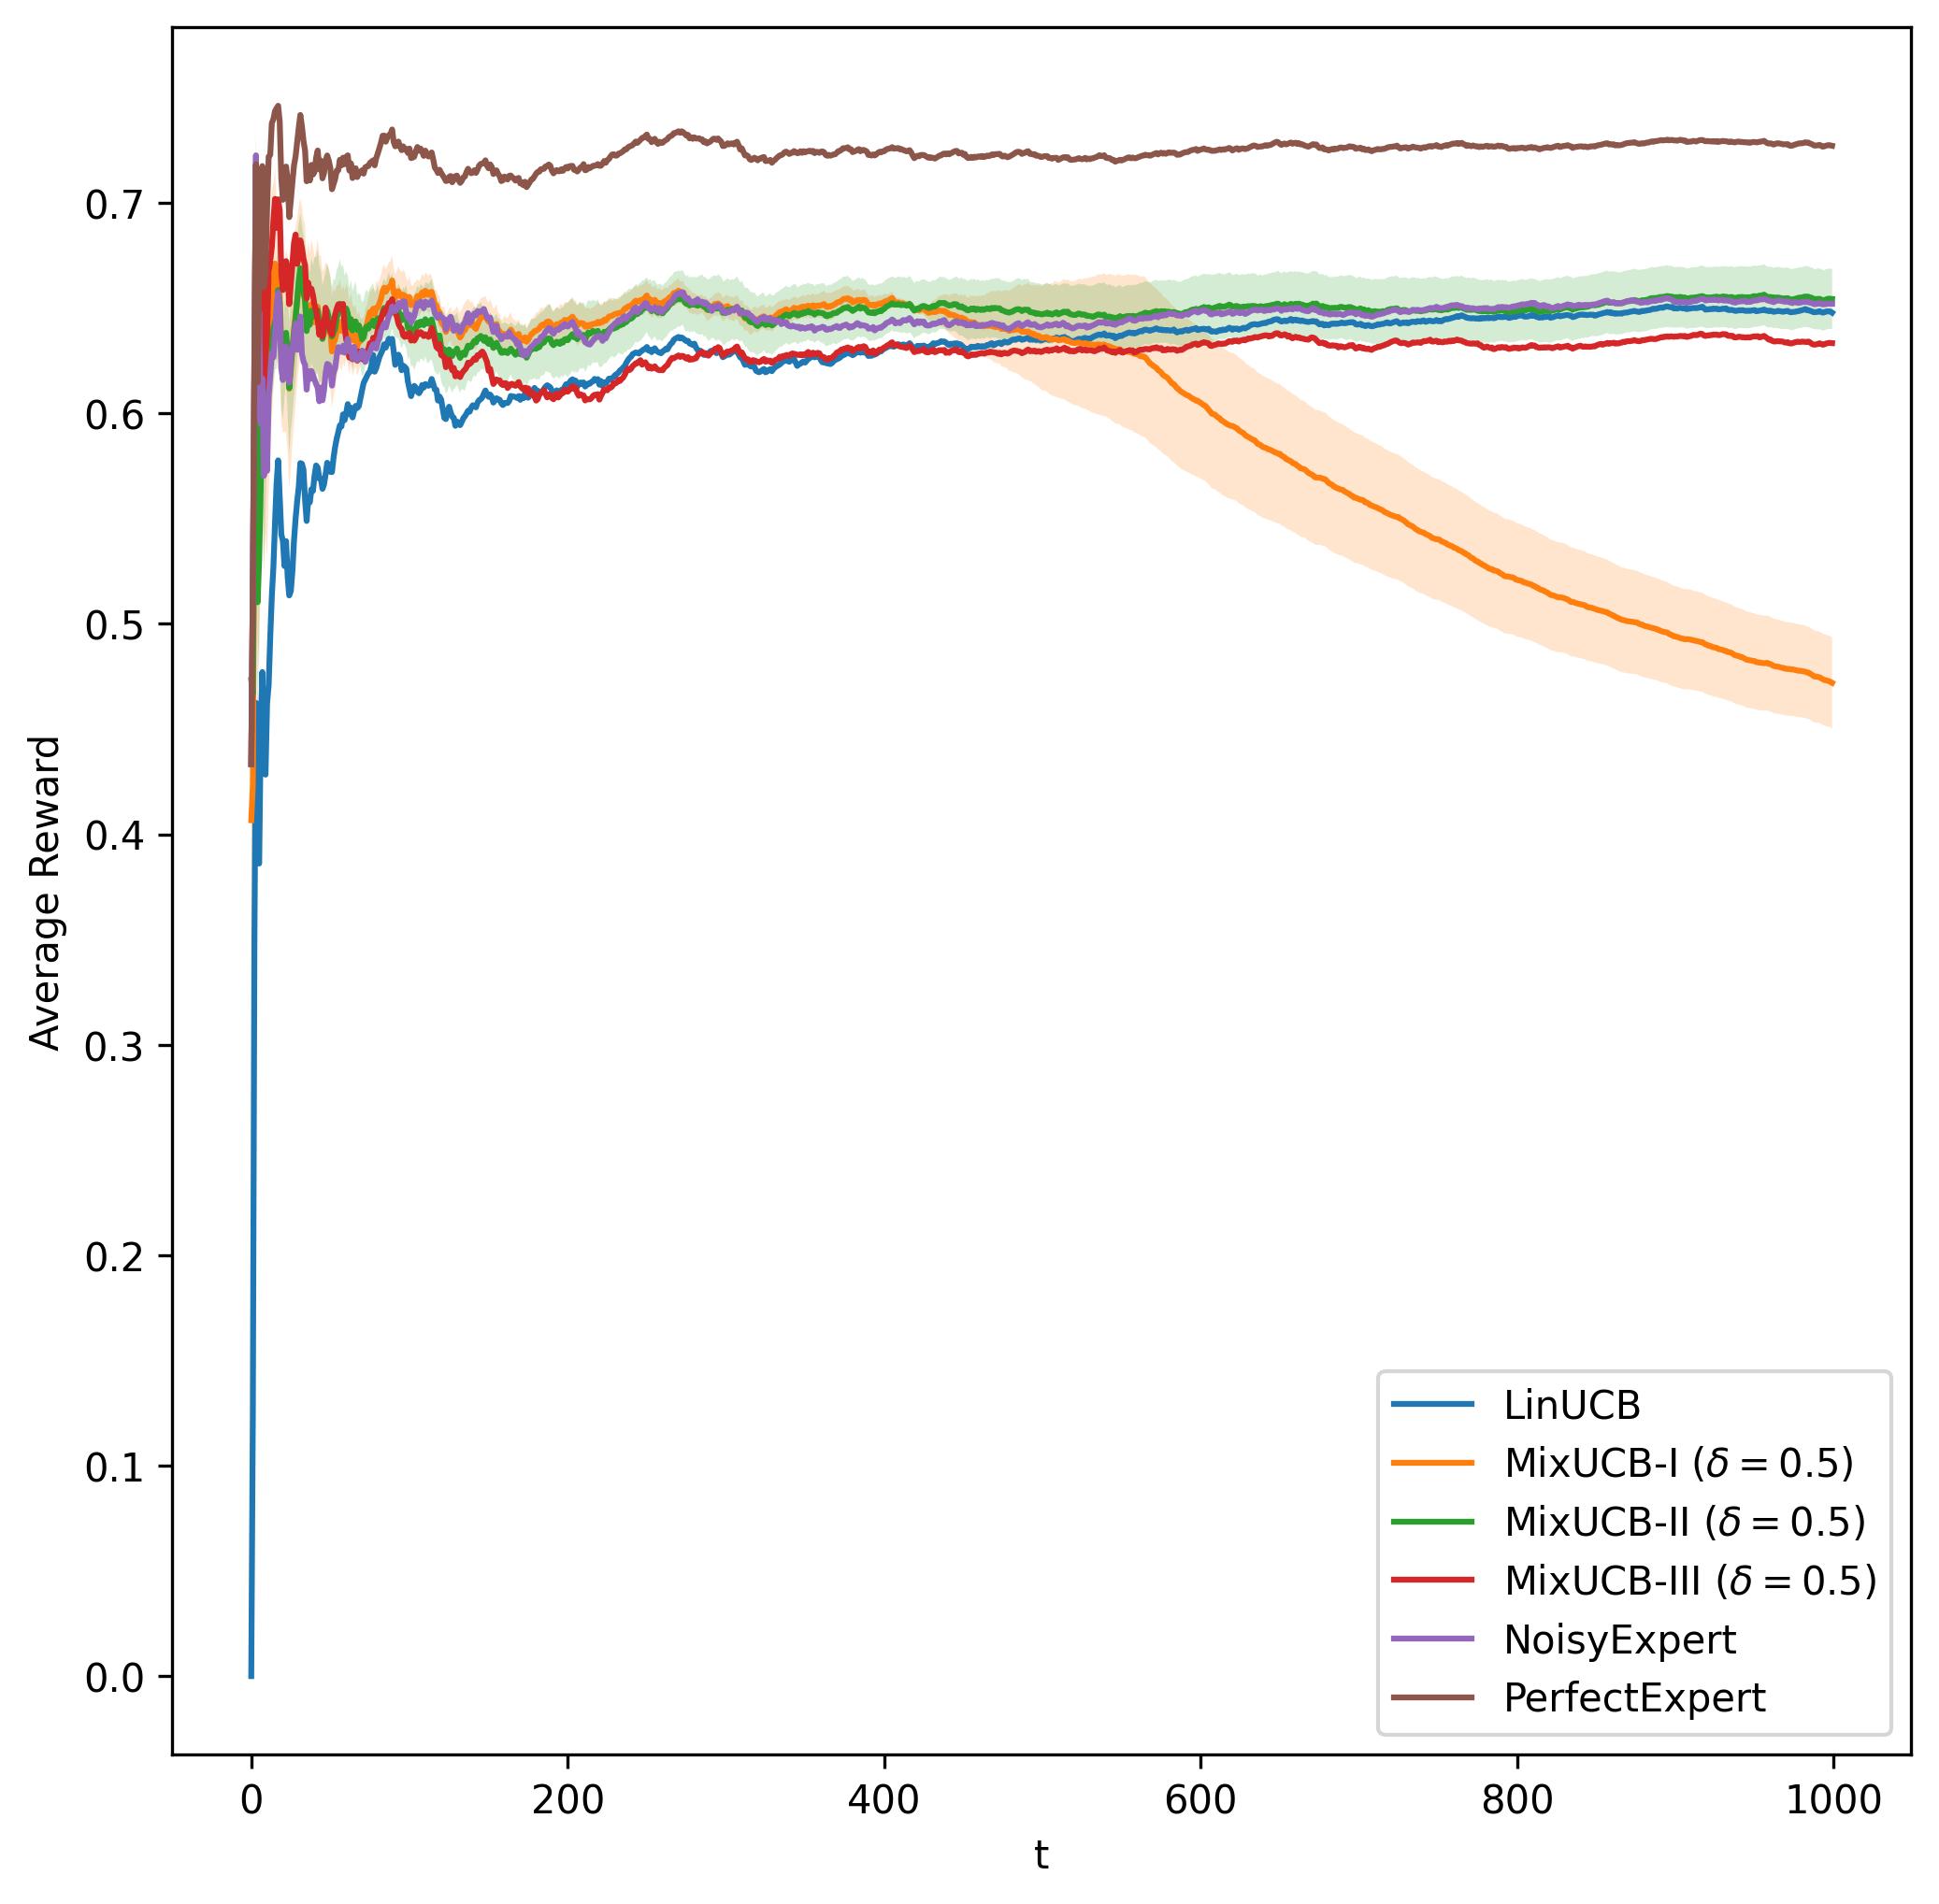 0.7
0.6
0.5
0.4
0.3
0.2
0.1
0.0
Average Reward
LinUCB
MixUCB-I (δ = 0.5)
MixUCB-II (δ = 0.5)
MixUCB-III (δ = 0.5)
NoisyExpert
PerfectExpert
0 200 400 600 800 1000
t